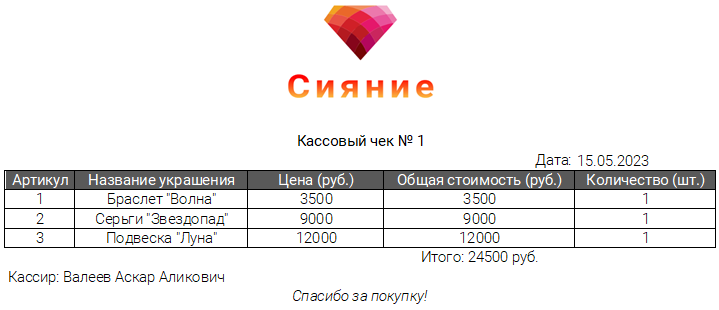 Сияние
Кассовый чек № 1
Дата: 15.05.2023
Артикул Название украшения Цена (руб.) Общая стоимость (руб.) Количество (шт.)
1 Браслет "Волна" 3500 3500 1
2 Серьги "Звездопад" 9000 9000 1
3 Подвеска "Луна" 12000 12000 1
Итого: 24500 руб.
Кассир: Валеев Аскар Аликович
Спасибо за покупку!